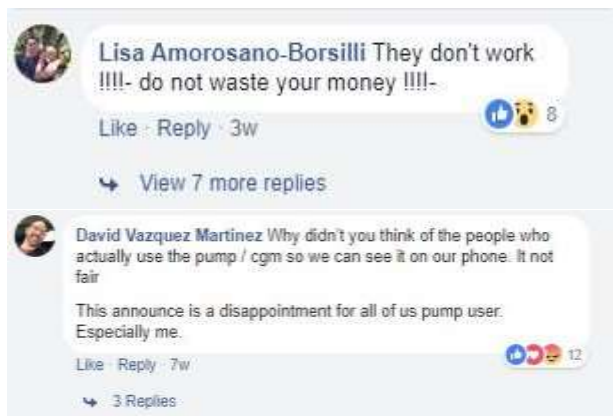 Lisa Amorosano-Borsilli They don't work
!!!!- do not waste your money !!!!-
8
Like · Reply · 3w
View 7 more replies
David Vazquez Martinez Why didn't you think of the people who
actually use the pump / cgm so we can see it on our phone. It not
fair
This announce is a disappointment for all of us pump user.
Especially me.
12
Like · Reply · 7w
3 Replies